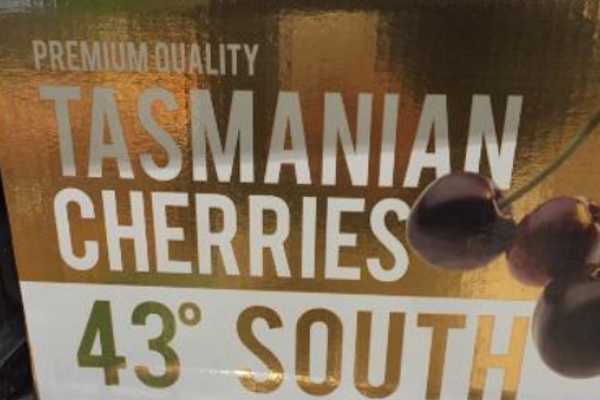 PREMIUM QUALITY
TASMANIAN
CHERRIES
43° SOUTH